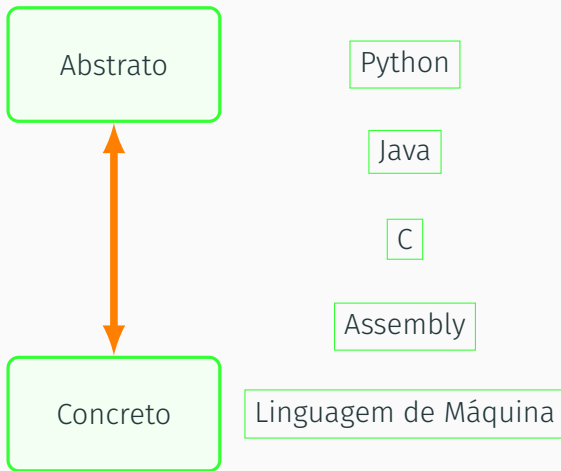 Abstrato
Python
Java
C
Assembly
Concreto
Linguagem de Máquina